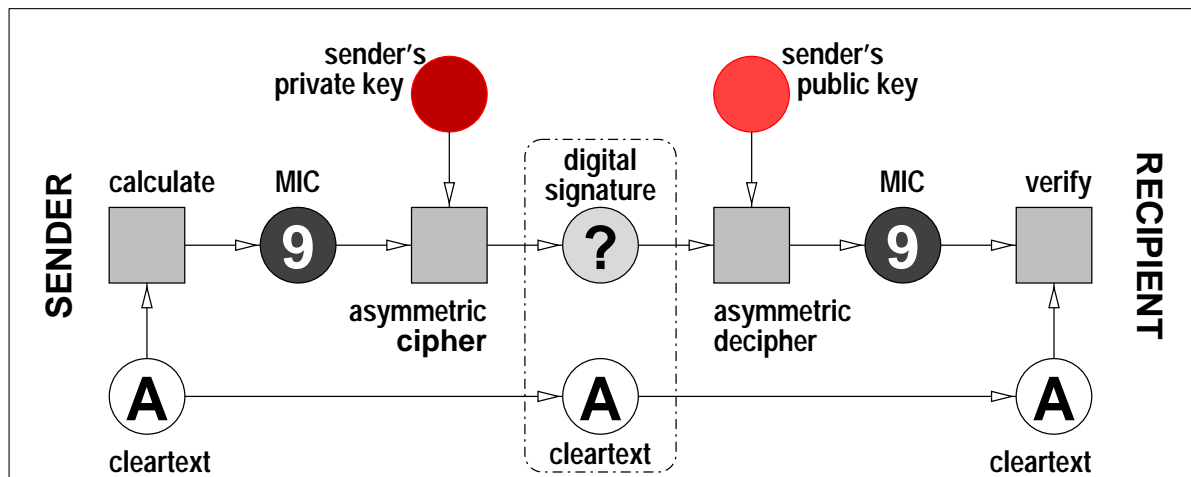 sender's
private key
sender's
public key
SENDER
calculate
MIC
digital
signature
MIC
verify
RECIPIENT
9
?
9
asymmetric
cipher
asymmetric
decipher
A
A
A
cleartext
cleartext
cleartext